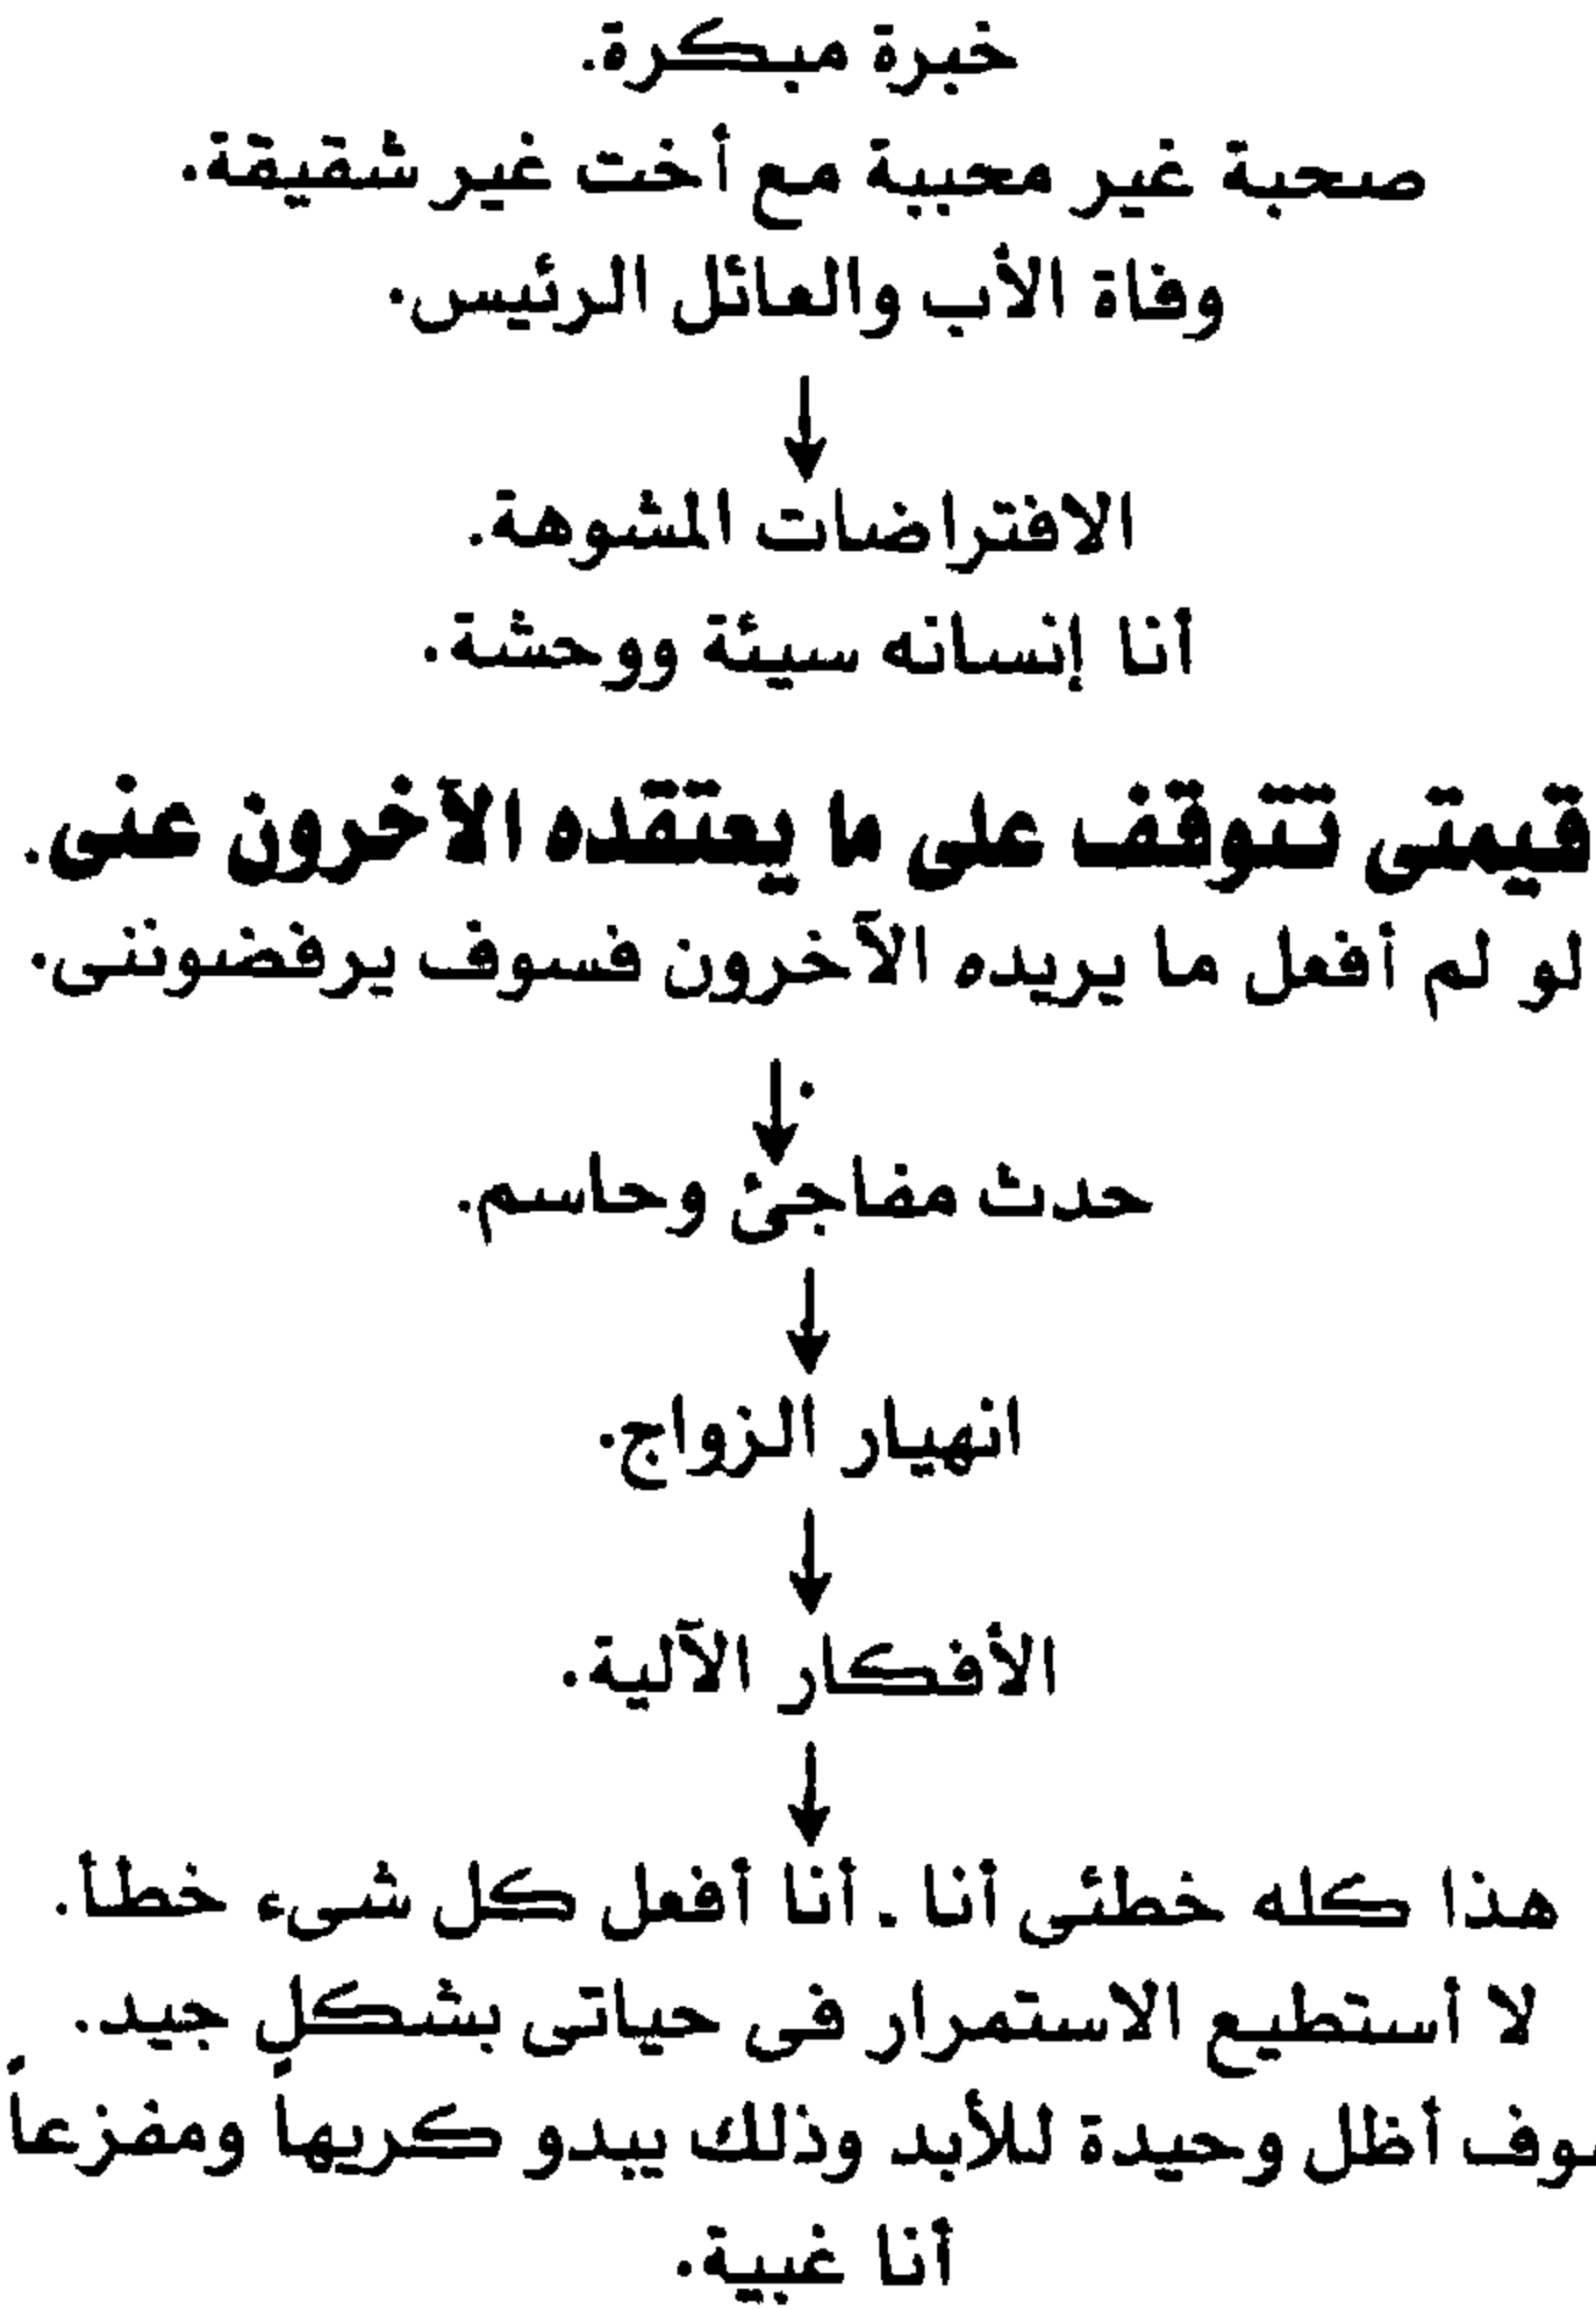 خبرة مبكرة.
صحبة غير محببة مع أخت غير شقيقة.
وفاة الأب والعائل الرئيس.
الافتراضات المشوهة.
أنا إنسانه سيئة ووحشة.
قيمتى تتوقف على ما يعتقده الآخرون عنى.
لو لم أفعل ما يريده الآخرون فسوف يرفضوننى.
حدث مفاجئ وحاسم.
انهيار الزواج.
الأفكار الآلية.
هذا كله خطئى أنا. أنا أفعل كل شىء خطأ.
لا أستطيع الاستمرار فى حياتى بشكل جيد.
وف أظل وحيدة للأبد وذلك يبدو كريهاً ومفزعاً
أنا غبية.